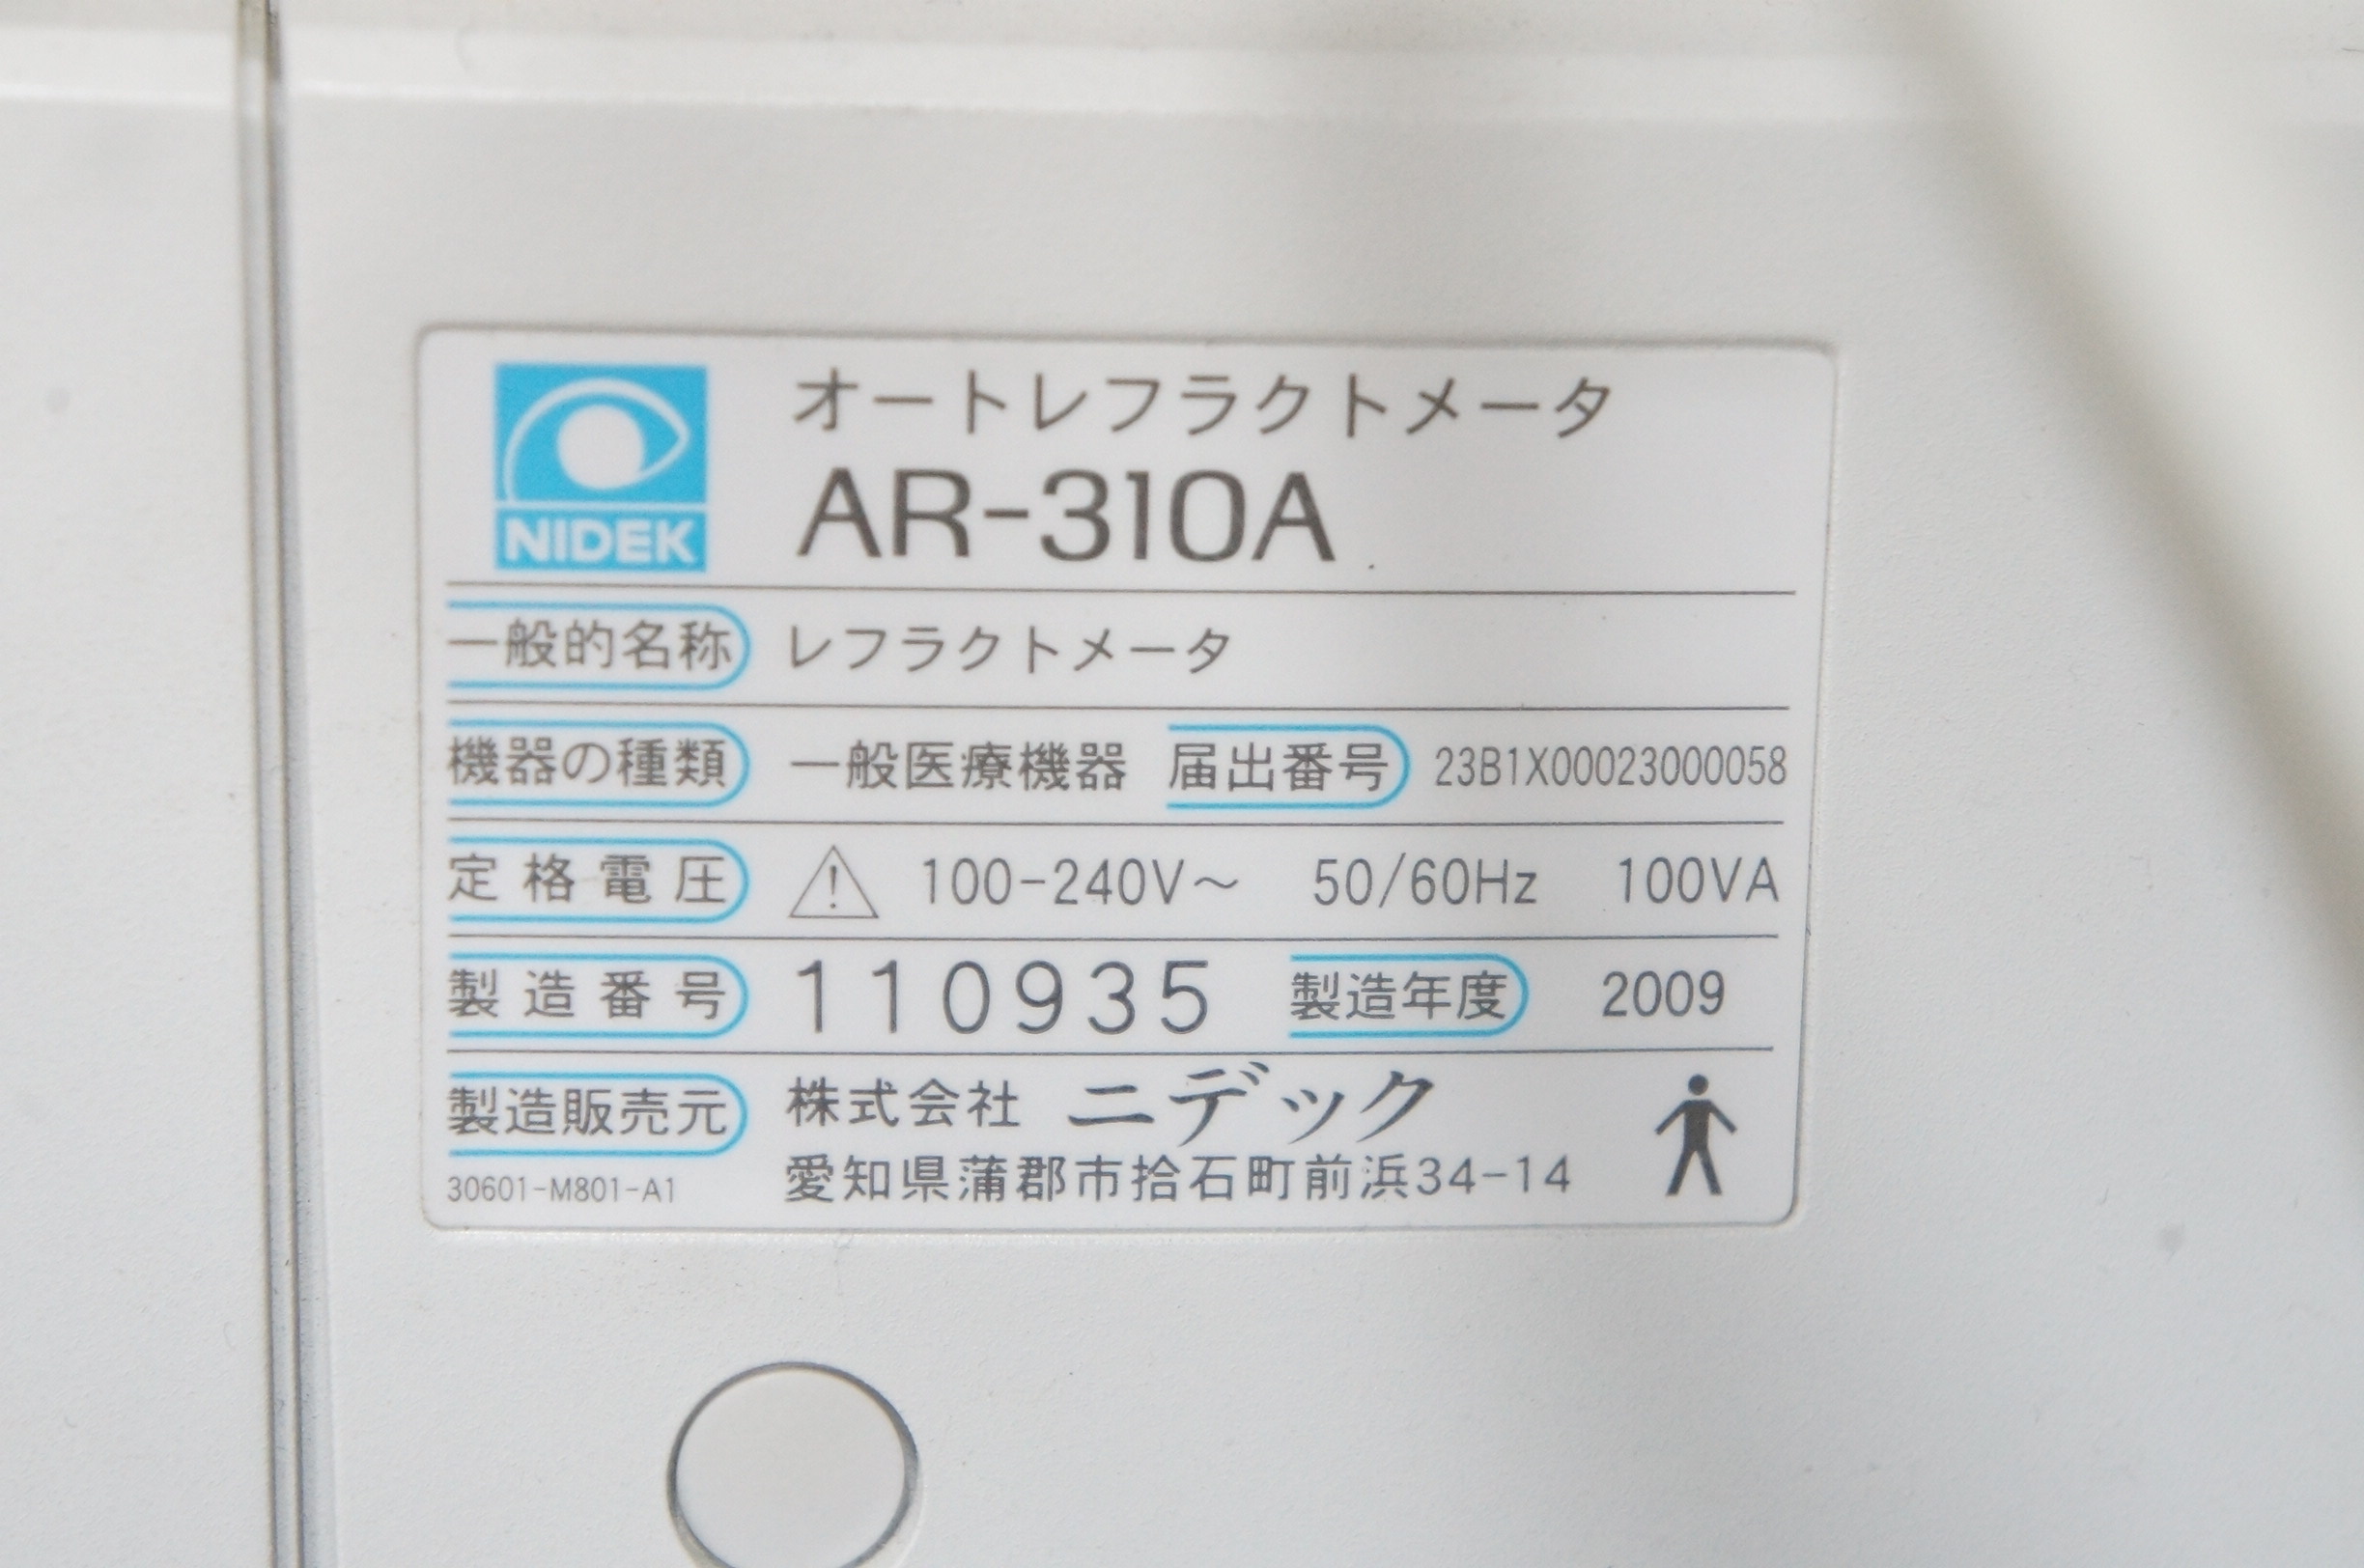 NIDEK
オートレフラクトメータ
AR-310A
一般的名称 レフラクトメータ
機器の種類 一般医療機器 届出番号 23B1X00023000058
定格電圧 100-240V～ 50/60Hz 100VA
製造番号 110935 製造年度 2009
製造販売元 株式会社 ニデック
30601-M801-A1 愛知県蒲郡市拾石町前浜34-14